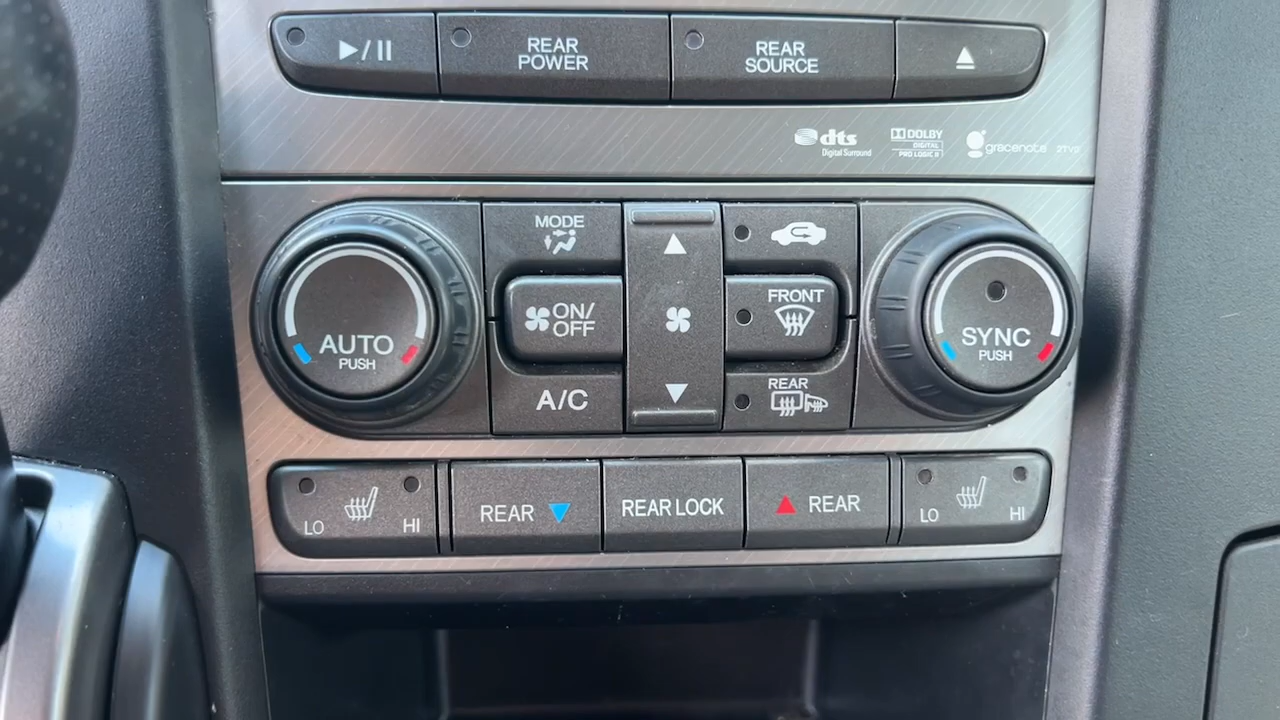 REAR
POWER
REAR
SOURCE
dts
Digital Surround
DOLBY
DIGITAL
PRO LOGIC II
gracenote
MODE
ON/
OFF
A/C
FRONT
REAR
AUTO
PUSH
SYNC
PUSH
LO
HI
REAR
REAR LOCK
REAR
LO
HI